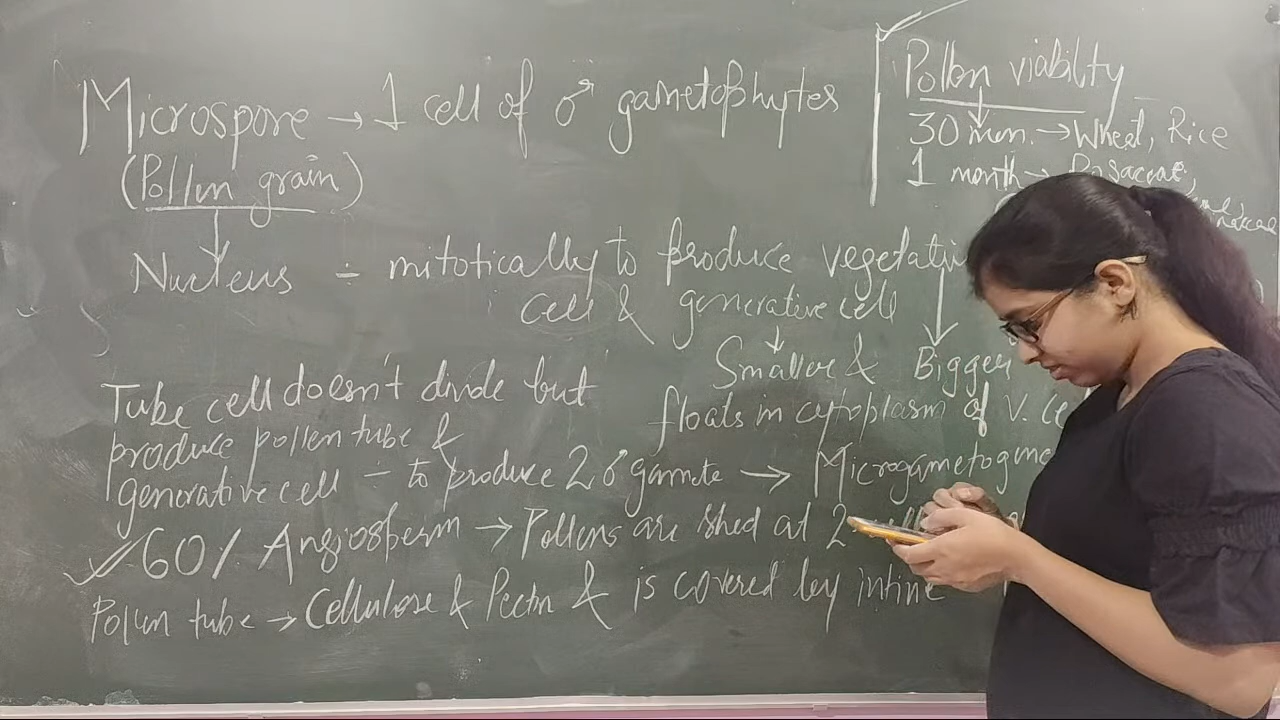 Microspore → 1 cell of ♂ gametophytes
(Pollen grain)
↓
Nucleus ÷ mitotically to produce vegetati
cell & generative cell
Smaller & Bigger
floats in cytoplasm of V. Ce
Tube cell doesn't divide but
produce pollen tube &
generative cell ÷ to produce 2 ♂ gamete → Microgametogene
✓ 60% Angiosperm → Pollens are shed at 2
Pollen tube → Cellulose & Pectin & is covered by intine
Pollen viability
30 min. → Wheat, Rice
1 month →